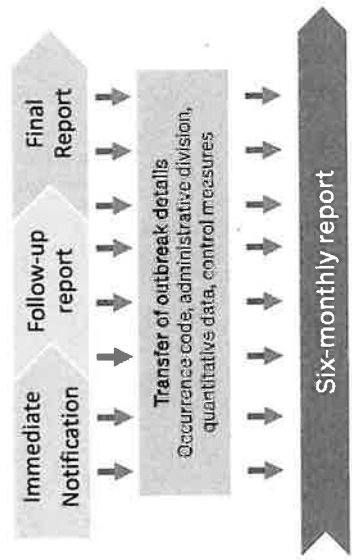 Immediate
Notification
Follow-up
report
Final
Report
Transfer of outbreak details
Occurrence code, administrative division,
quantitative data, control measures
Six-monthly report